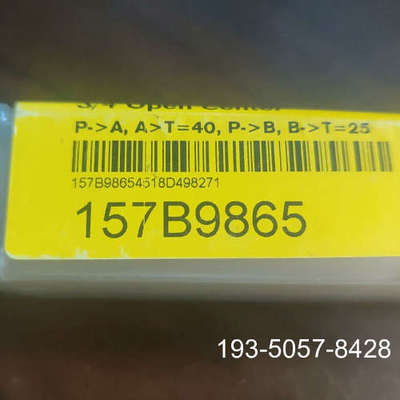 3/4 Open Center
P->A, A>T=40, P->B, B->T=25
157B98654518D498271
157B9865
193-5057-8428